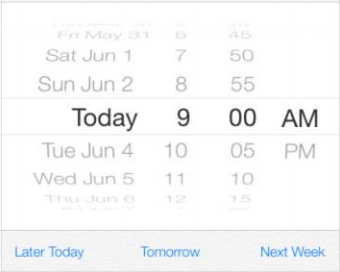 Fri May 31 6 45
Sat Jun 1 7 50
Sun Jun 2 8 55
Today 9 00 AM
Tue Jun 4 10 05 PM
Wed Jun 5 11 10
Thu Jun 6 12 15
Later Today Tomorrow Next Week